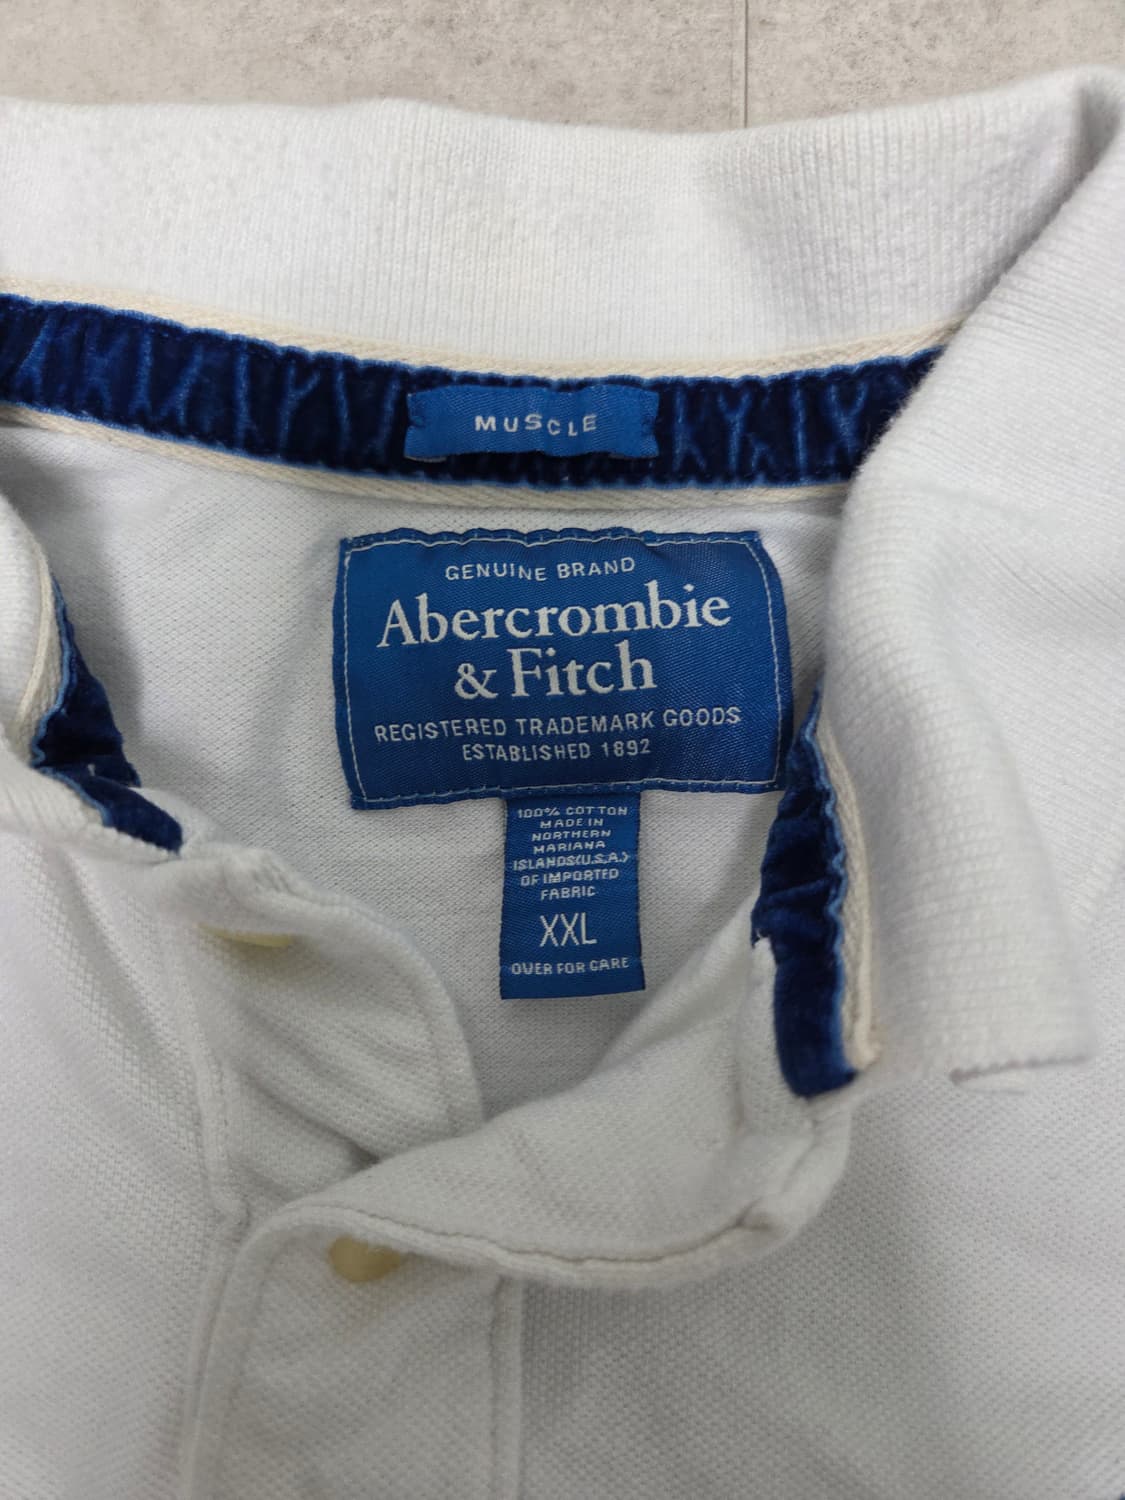 MUSCLE
GENUINE BRAND
Abercrombie
& Fitch
REGISTERED TRADEMARK GOODS
ESTABLISHED 1892
100% COTTON
MADE IN
NORTHERN
MARIANA
ISLANDS(U.S.A.)
OF IMPORTED
FABRIC
XXL
OVER FOR CARE